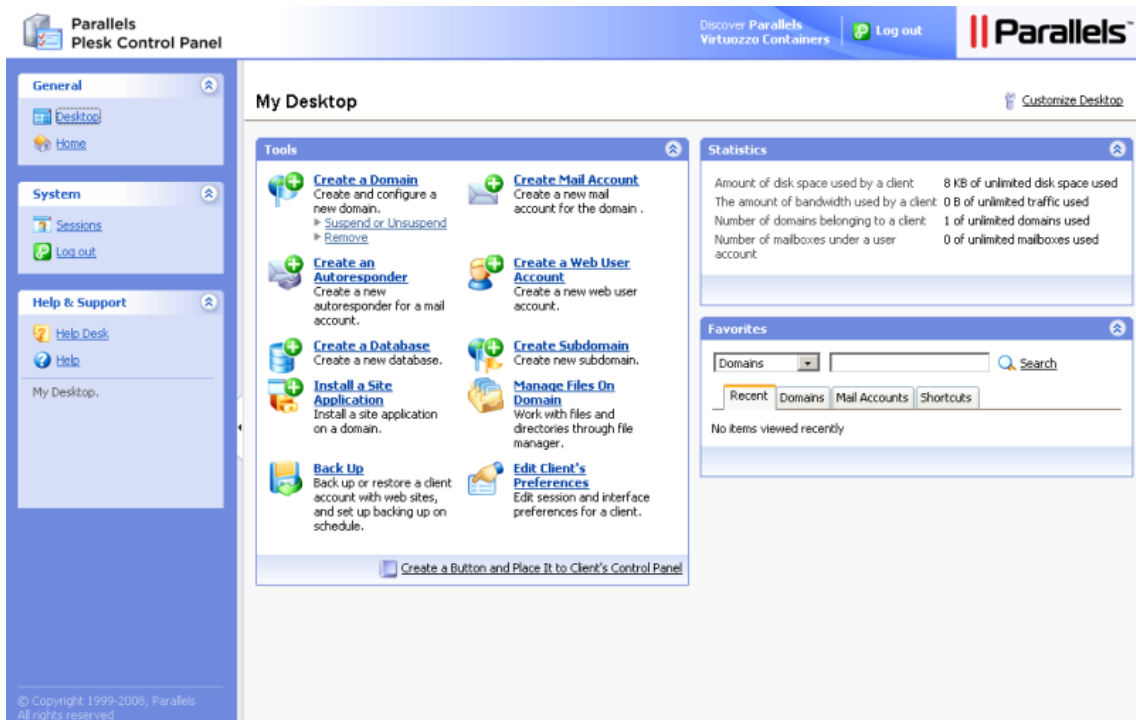 Parallels
Plesk Control Panel
Discover Parallels
Virtuozzo Containers
Log out
Parallels™
General
Desktop
Home
System
Sessions
Log out
Help & Support
Help Desk
Help
My Desktop.
© Copyright 1999-2008, Parallels
All rights reserved
My Desktop
Customize Desktop
Tools
Create a Domain
Create and configure a
new domain.
Suspend or Unsuspend
Remove
Create Mail Account
Create a new mail
account for the domain .
Create an
Autoresponder
Create a new
autoresponder for a mail
account.
Create a Web User
Account
Create a new web user
account.
Create a Database
Create a new database.
Create Subdomain
Create new subdomain.
Install a Site
Application
Install a site application
on a domain.
Manage Files On
Domain
Work with files and
directories through file
manager.
Back Up
Back up or restore a client
account with web sites,
and set up backing up on
schedule.
Edit Client's
Preferences
Edit session and interface
preferences for a client.
Create a Button and Place It to Client's Control Panel
Statistics
Amount of disk space used by a client 8 KB of unlimited disk space used
The amount of bandwidth used by a client 0 B of unlimited traffic used
Number of domains belonging to a client 1 of unlimited domains used
Number of mailboxes under a user 0 of unlimited mailboxes used
account
Favorites
Domains
Search
Recent Domains Mail Accounts Shortcuts
No items viewed recently